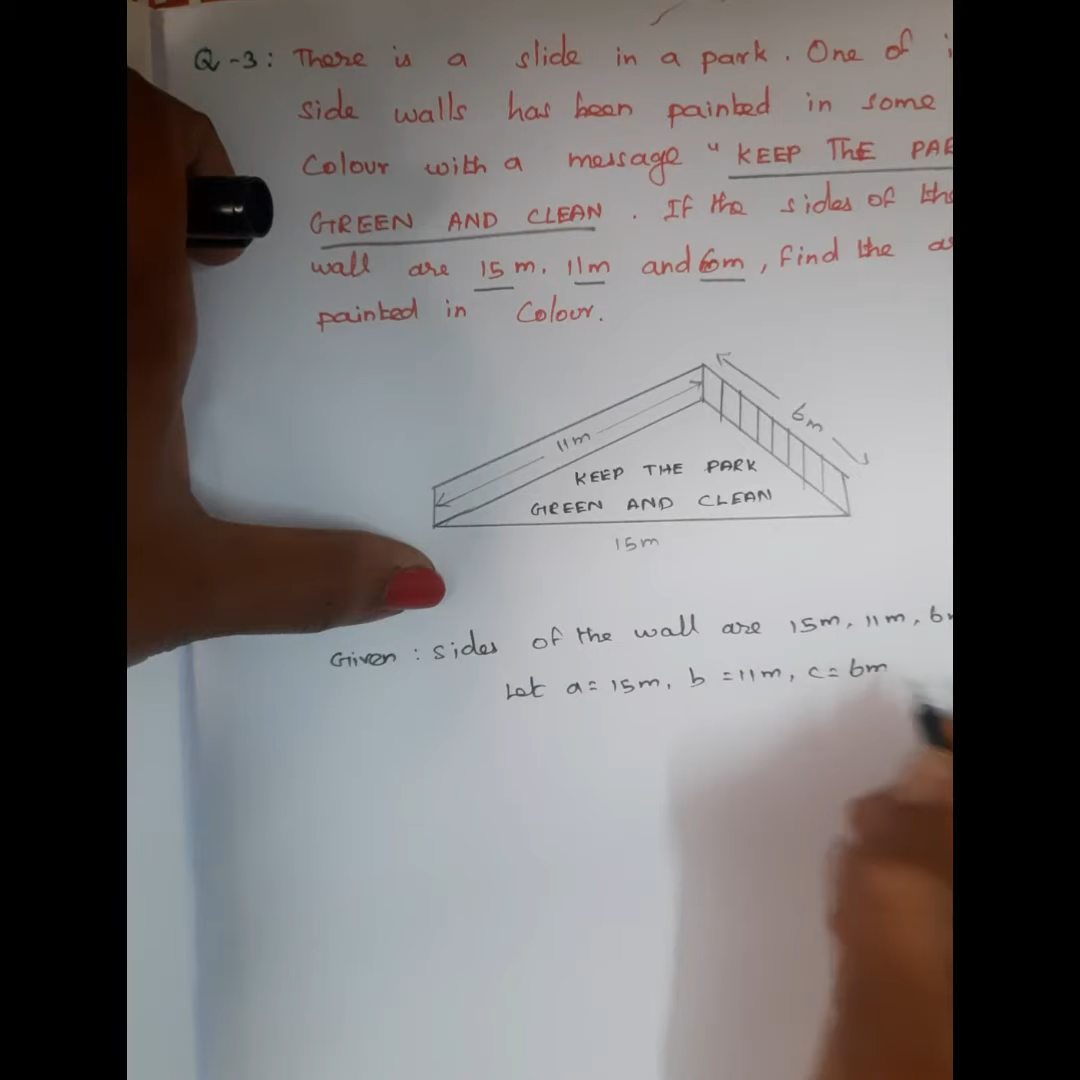 Q-3: There is a slide in a park. One of
side walls has been painted in some
Colour with a message "KEEP THE
GREEN AND CLEAN. If the sides of
wall are 15m, 11m and 6m, find the
painted in Colour.
6m
11m
KEEP THE PARK
GREEN AND CLEAN
15m
Given: sides of the wall are 15m, 11m,
Let a=15m, b=11m, c=6m